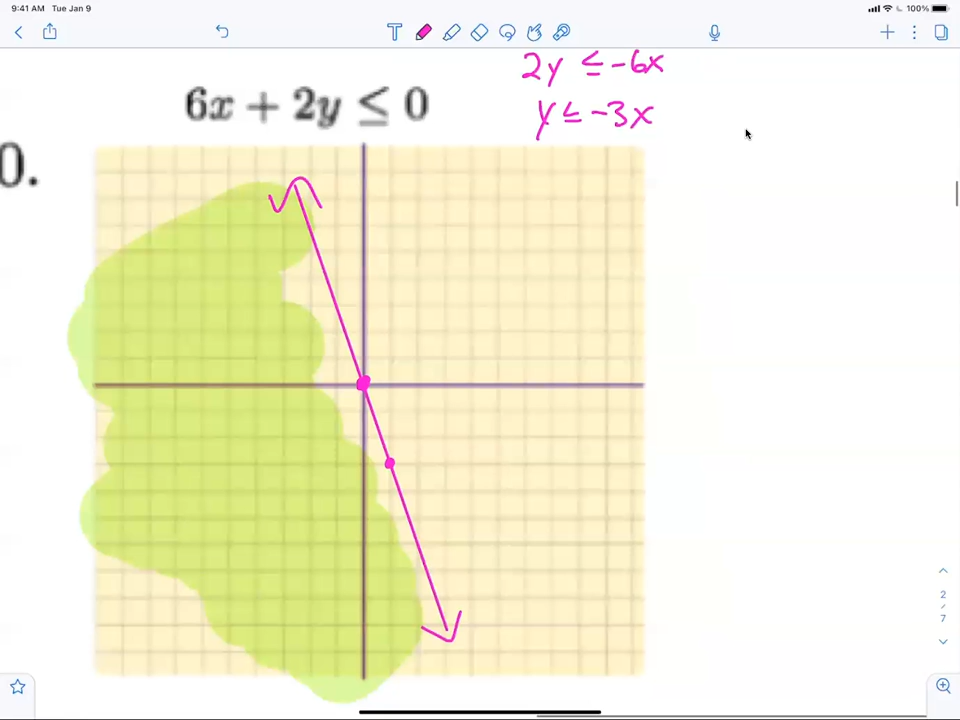 9:41 AM Tue Jan 9
100%
T
2y ≤ -6x
6x + 2y ≤ 0
y ≤ -3x
0.
2
/
7